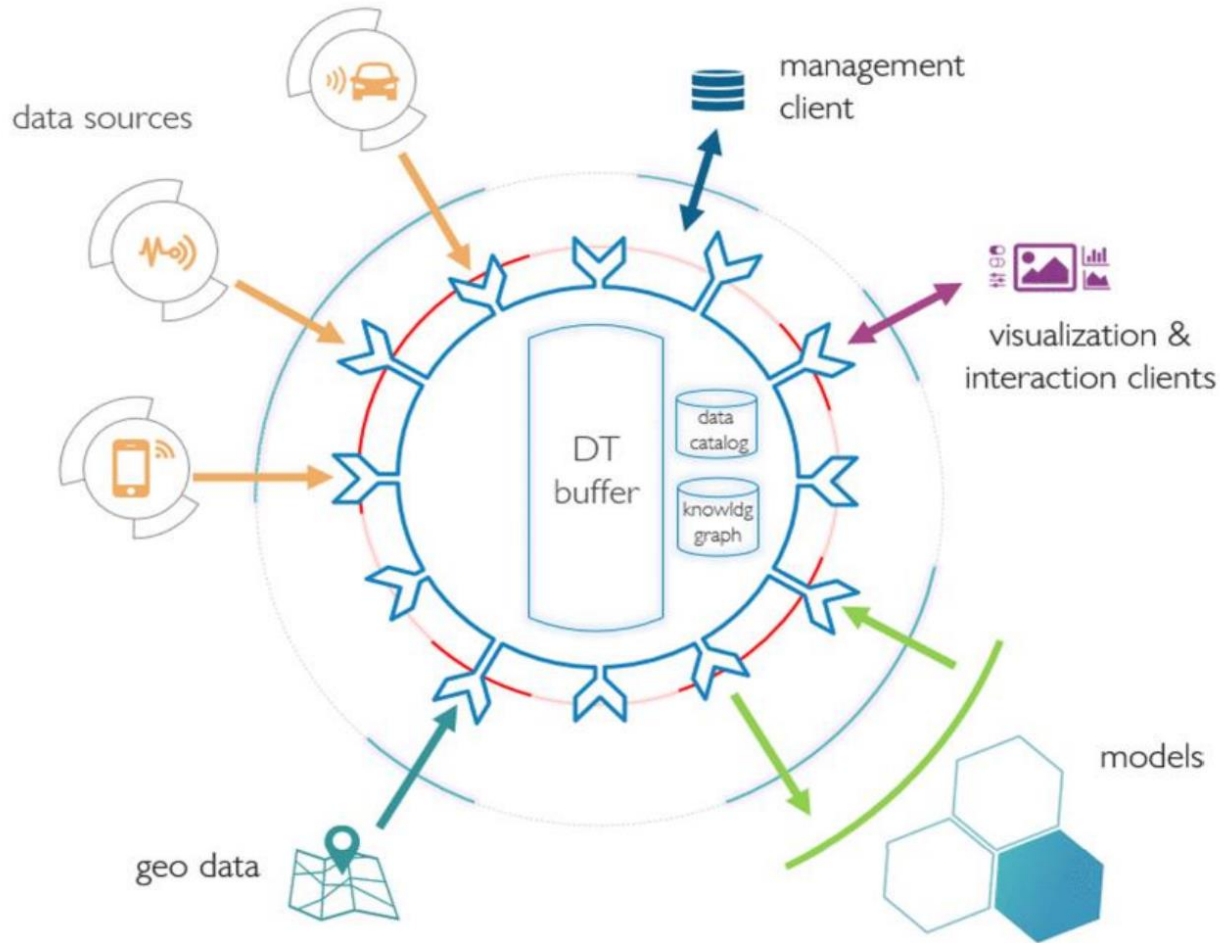 data sources
management
client
visualization &
interaction clients
DT
buffer
data
catalog
knowldg
graph
models
geo data